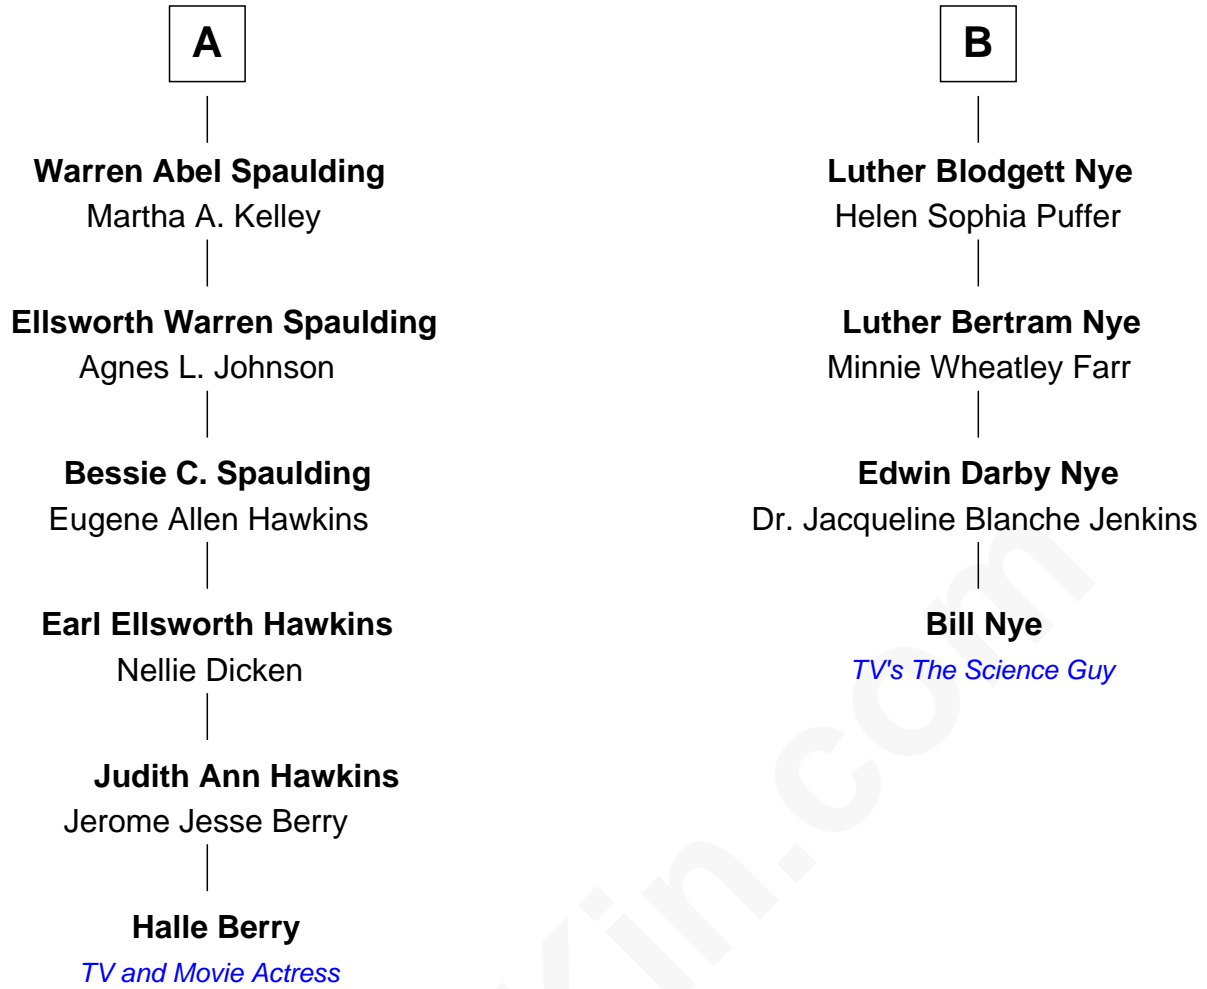 A
Warren Abel Spaulding
Martha A. Kelley
Ellsworth Warren Spaulding
Agnes L. Johnson
Bessie C. Spaulding
Eugene Allen Hawkins
Earl Ellsworth Hawkins
Nellie Dicken
Judith Ann Hawkins
Jerome Jesse Berry
Halle Berry
TV and Movie Actress
B
Luther Blodgett Nye
Helen Sophia Puffer
Luther Bertram Nye
Minnie Wheatley Farr
Edwin Darby Nye
Dr. Jacqueline Blanche Jenkins
Bill Nye
TV's The Science Guy
Kin.com